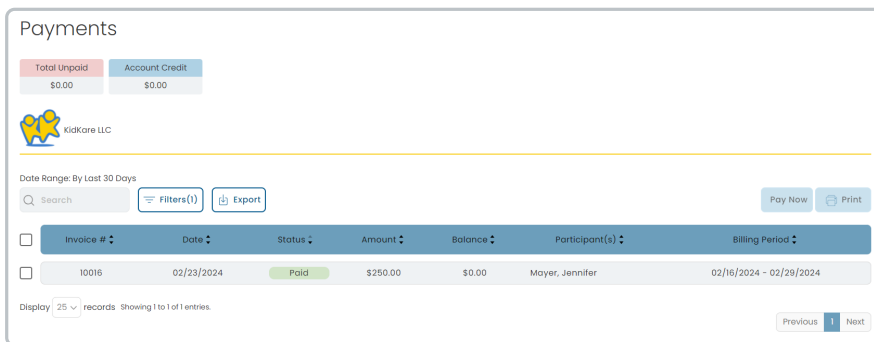 Payments
Total Unpaid Account Credit
$0.00 $0.00
KidKare LLC
Date Range: By Last 30 Days
Search Filters(1) Export Pay Now Print
Invoice # Date Status Amount Balance Participant(s) Billing Period
10016 02/23/2024 Paid $250.00 $0.00 Mayer, Jennifer 02/16/2024 - 02/29/2024
Display 25 records Showing 1 to 1 of 1 entries.
Previous 1 Next